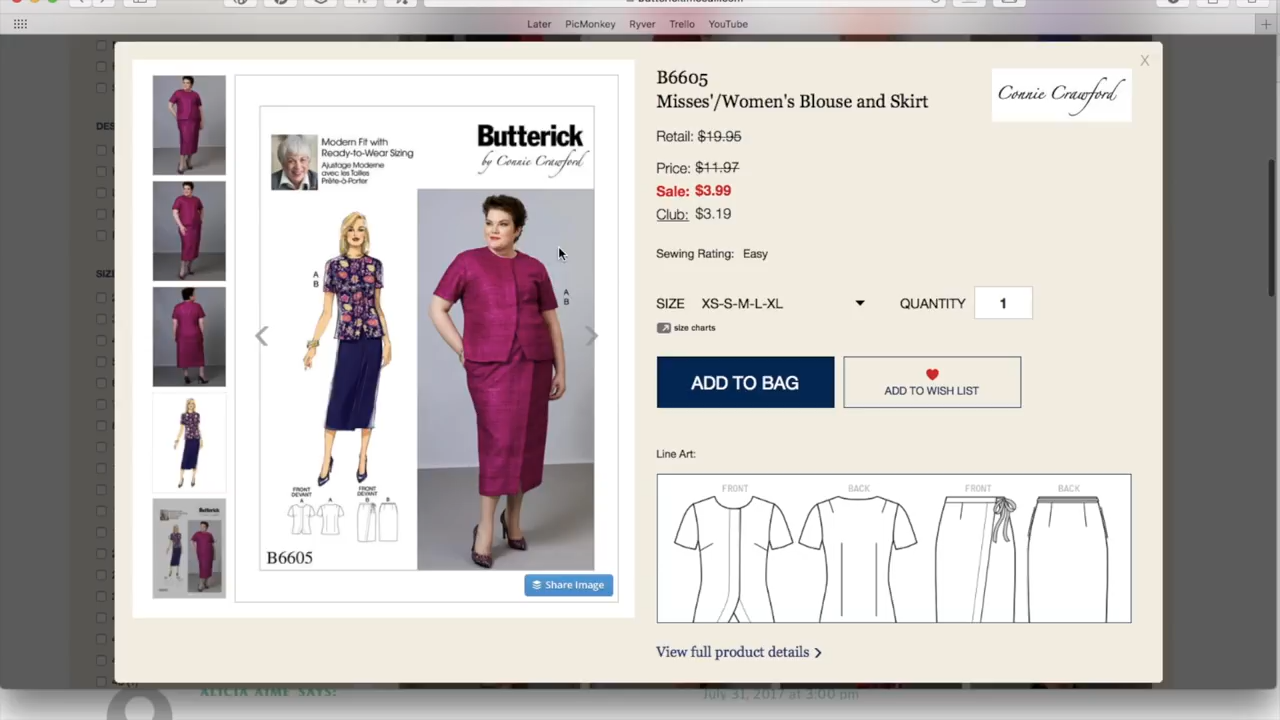 Later PicMonkey Ryver Trello YouTube
X
B6605
Misses'/Women's Blouse and Skirt
Connie Crawford
Retail: $19.95
Price: $11.97
Sale: $3.99
Club: $3.19
Sewing Rating: Easy
SIZE XS-S-M-L-XL QUANTITY 1
size charts
ADD TO BAG
ADD TO WISH LIST
Line Art:
FRONT BACK FRONT BACK
View full product details >
Modern Fit with
Ready-to-Wear Sizing
Ajustage Moderne
avec les Tailles
Prête-à-Porter
Butterick
by Connie Crawford
A
B
A
B
FRONT
DEVANT
A A
FRONT
DEVANT
B B
B6605
Share Image
ALICIA AIME SAYS:
July 31, 2017 at 3:00 pm